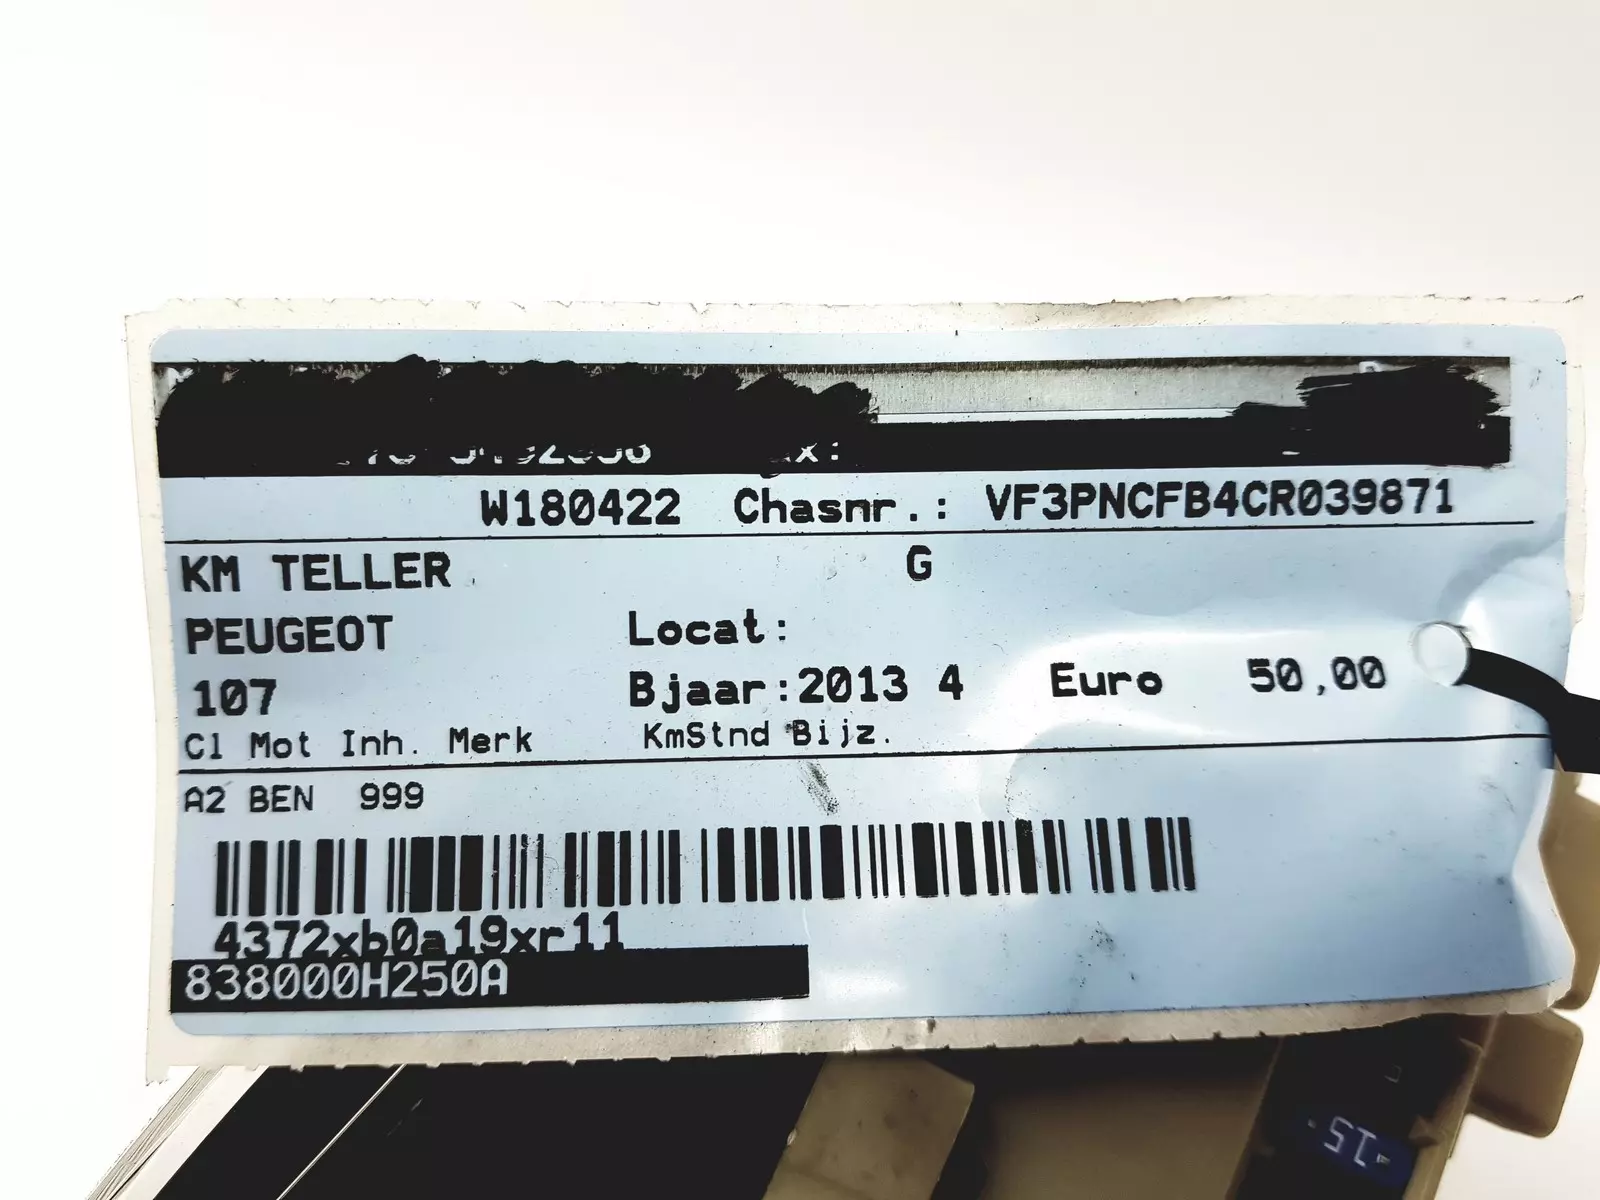 W180422 Chasnr.: VF3PNCFB4CR039871
KM TELLER G
PEUGEOT Locat:
107 Bjaar:2013 4 Euro 50,00
Cl Mot Inh. Merk KmStnd Bijz.
A2 BEN 999
4372xb0a19xr11
838000H250A